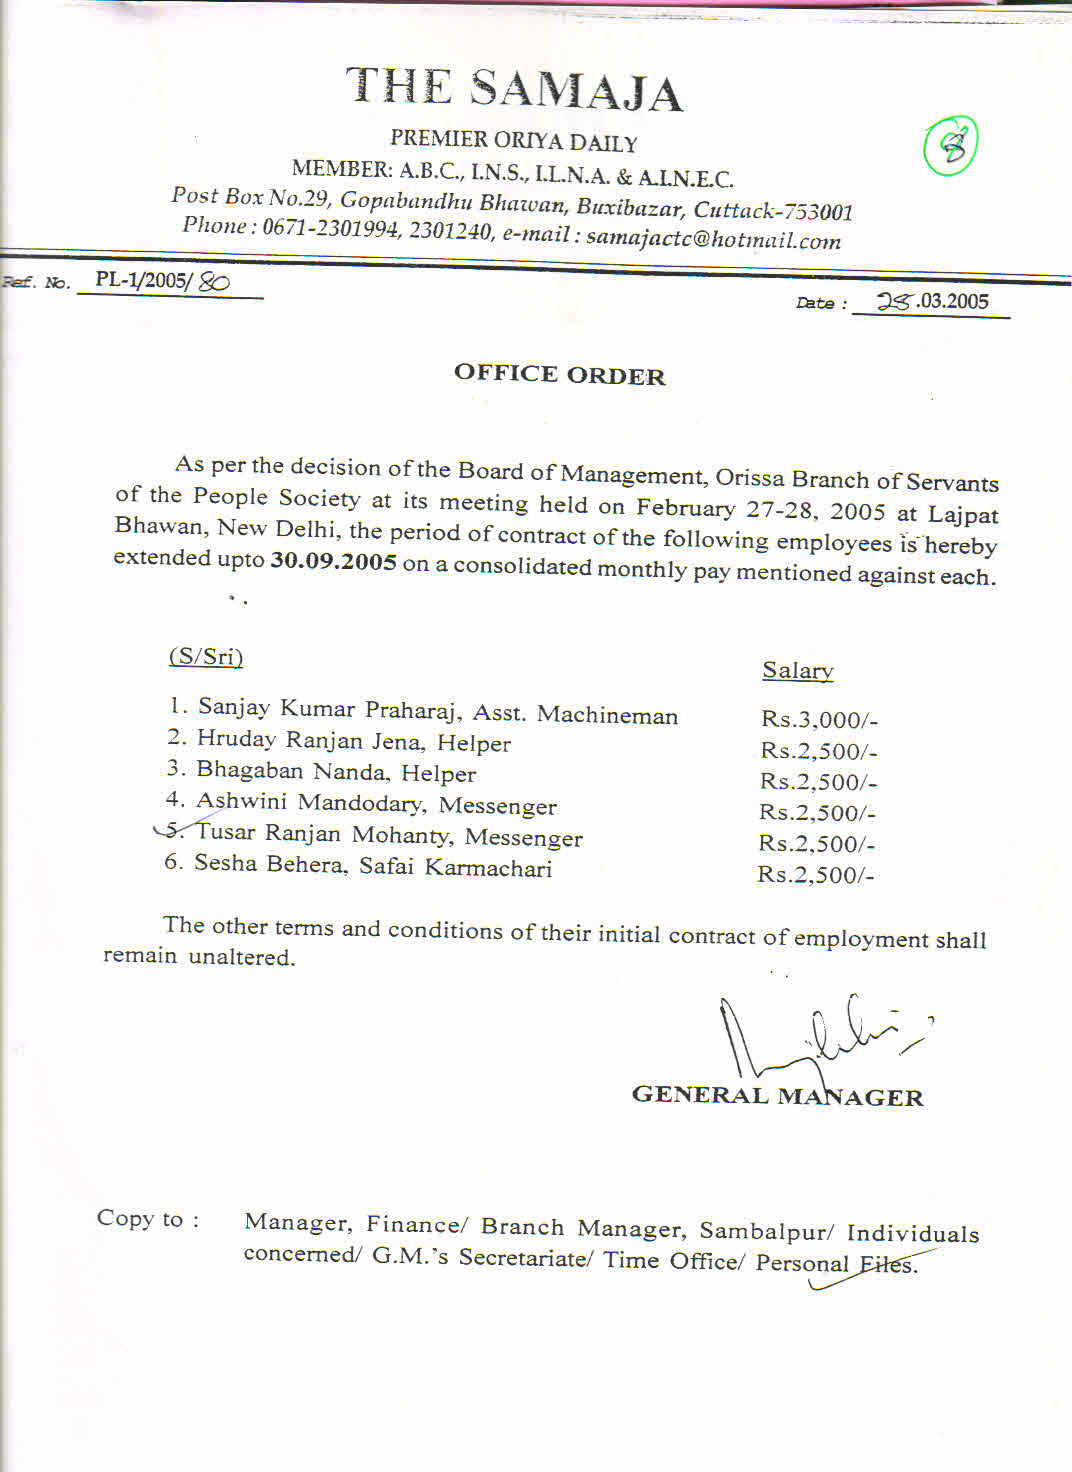 THE SAMAJA
PREMIER ORIYA DAILY
MEMBER: A.B.C., I.N.S., I.L.N.A. & A.I.N.E.C.
Post Box No.29, Gopabandhu Bhawan, Buxibazar, Cuttack-753001
Phone : 0671-2301994, 2301240, e-mail : samajactc@hotmail.com
8
Ref. No. PL-1/2005/80
Date : 28.03.2005
OFFICE ORDER
As per the decision of the Board of Management, Orissa Branch of Servants
of the People Society at its meeting held on February 27-28, 2005 at Lajpat
Bhawan, New Delhi, the period of contract of the following employees is hereby
extended upto 30.09.2005 on a consolidated monthly pay mentioned against each.
(S/Sri) Salary
1. Sanjay Kumar Praharaj, Asst. Machineman Rs.3,000/-
2. Hruday Ranjan Jena, Helper Rs.2,500/-
3. Bhagaban Nanda, Helper Rs.2,500/-
4. Ashwini Mandodary, Messenger Rs.2,500/-
5. Tusar Ranjan Mohanty, Messenger Rs.2,500/-
6. Sesha Behera, Safai Karmachari Rs.2,500/-
The other terms and conditions of their initial contract of employment shall
remain unaltered.
GENERAL MANAGER
Copy to : Manager, Finance/ Branch Manager, Sambalpur/ Individuals
concerned/ G.M.'s Secretariate/ Time Office/ Personal Files.